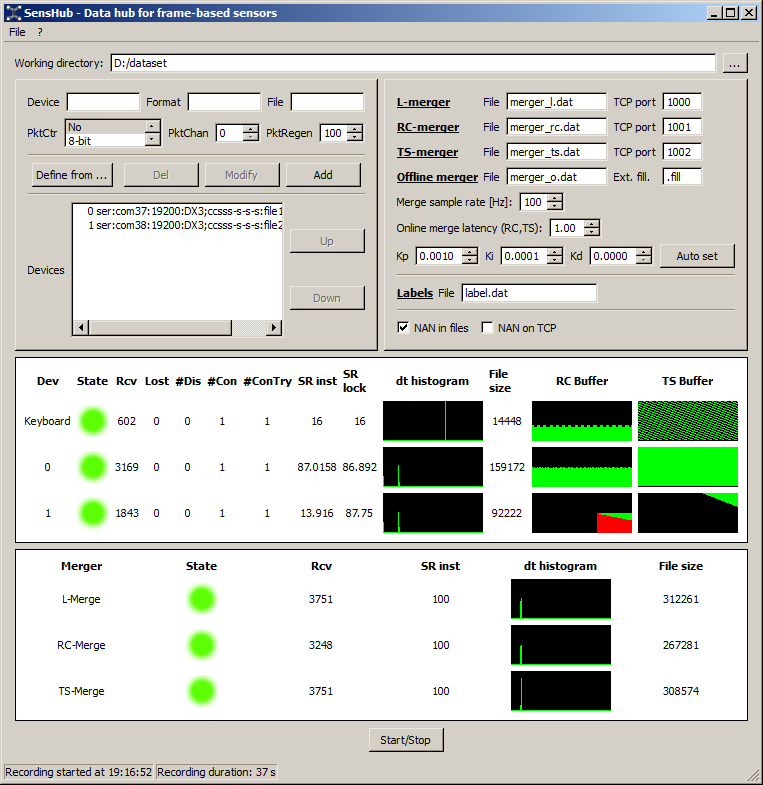 SensHub - Data hub for frame-based sensors
File ?
Working directory: D:/dataset ...
Device Format File
PktCtr No 8-bit PktChan 0 PktRegen 100
Define from ... Del Modify Add
Devices
0 ser:com37:19200:DX3;ccsss-s-s-s:file1
1 ser:com38:19200:DX3;ccsss-s-s-s:file2
Up
Down
L-merger File merger_l.dat TCP port 1000
RC-merger File merger_rc.dat TCP port 1001
TS-merger File merger_ts.dat TCP port 1002
Offline merger File merger_o.dat Ext. fill. .fill
Merge sample rate [Hz]: 100
Online merge latency (RC,TS): 1.00
Kp 0.0010 Ki 0.0001 Kd 0.0000 Auto set
Labels File label.dat
NAN in files NAN on TCP
Dev State Rcv Lost #Dis #Con #ConTry SR inst SR lock dt histogram File size RC Buffer TS Buffer
Keyboard 602 0 0 1 1 16 16 14448
0 3169 0 0 1 1 87.0158 86.892 159172
1 1843 0 0 1 1 13.916 87.75 92222
Merger State Rcv SR inst dt histogram File size
L-Merge 3751 100 312261
RC-Merge 3248 100 267281
TS-Merge 3751 100 308574
Start/Stop
Recording started at 19:16:52 Recording duration: 37 s